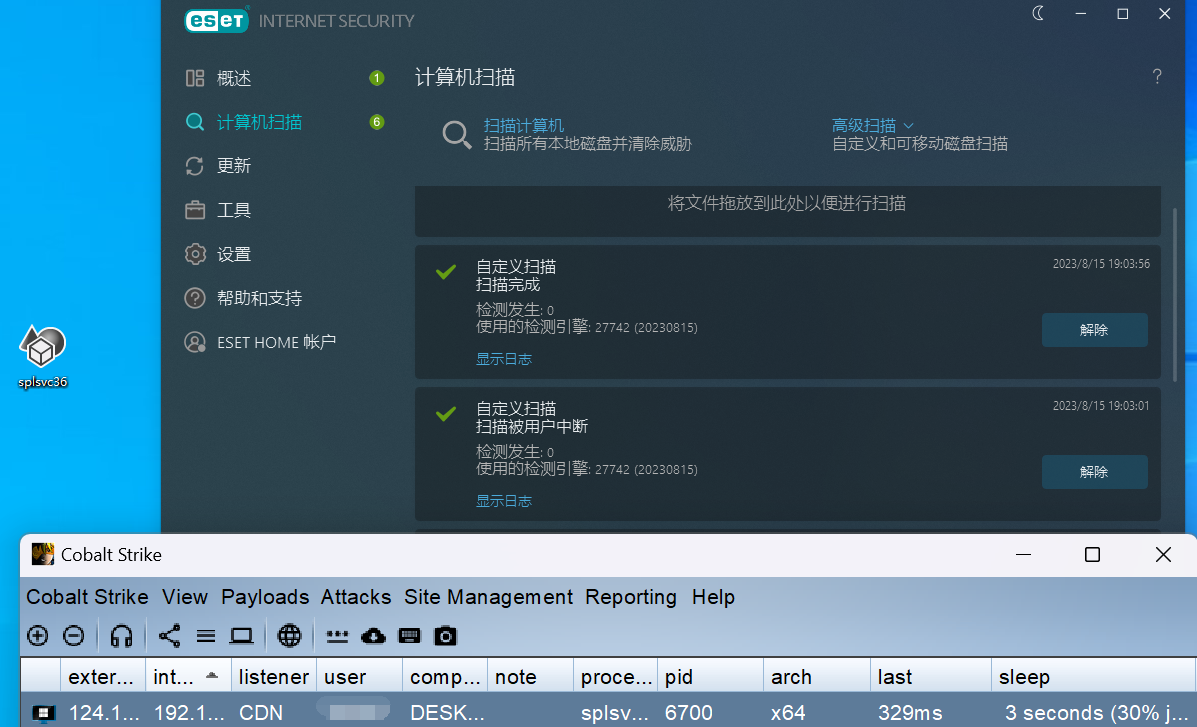 eset INTERNET SECURITY
概述 1
计算机扫描 6
更新
工具
设置
帮助和支持
ESET HOME 帐户
计算机扫描
?
扫描计算机
扫描所有本地磁盘并清除威胁
高级扫描
自定义和可移动磁盘扫描
将文件拖放到此处以便进行扫描
自定义扫描
2023/8/15 19:03:56
扫描完成
检测发生: 0
使用的检测引擎: 27742 (20230815)
解除
显示日志
自定义扫描
2023/8/15 19:03:01
扫描被用户中断
检测发生: 0
使用的检测引擎: 27742 (20230815)
解除
显示日志
splsvc36
Cobalt Strike
Cobalt Strike View Payloads Attacks Site Management Reporting Help
exter... int... listener user comp... note proce... pid arch last sleep
124.1... 192.1... CDN DESK... splsv... 6700 x64 329ms 3 seconds (30% j...